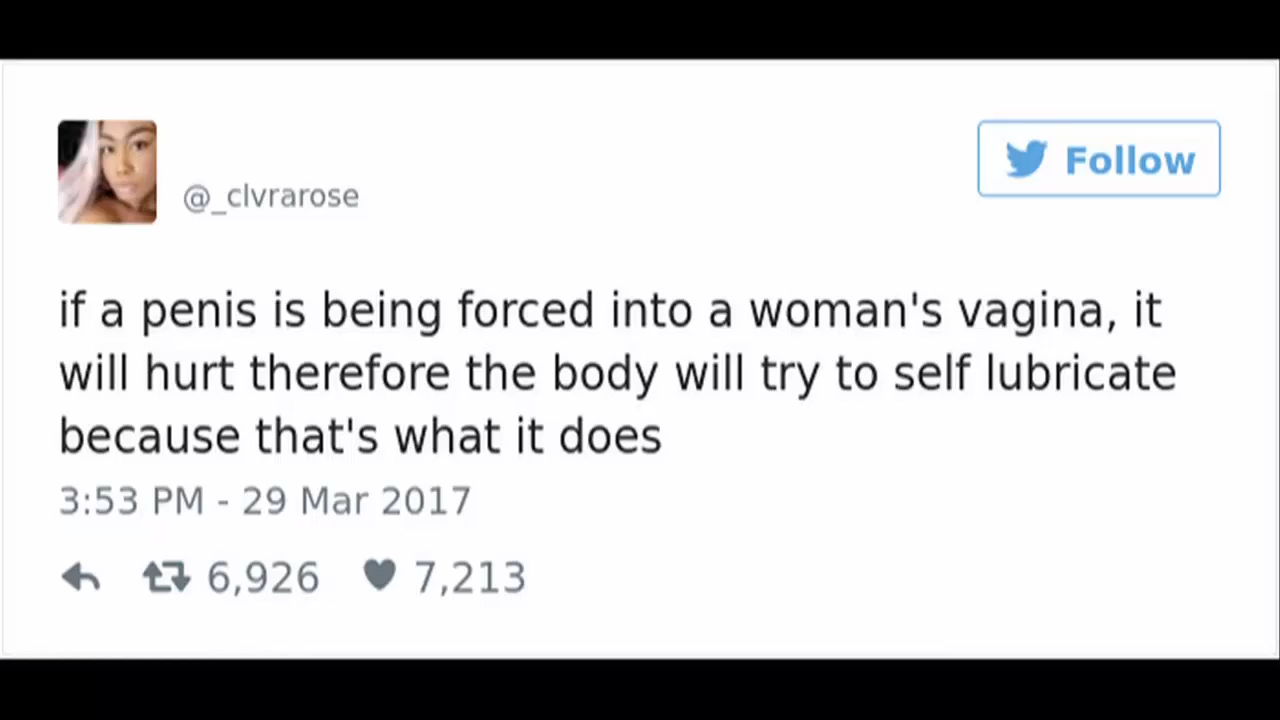 @_clvrarose
Follow
if a penis is being forced into a woman's vagina, it
will hurt therefore the body will try to self lubricate
because that's what it does
3:53 PM - 29 Mar 2017
6,926 7,213